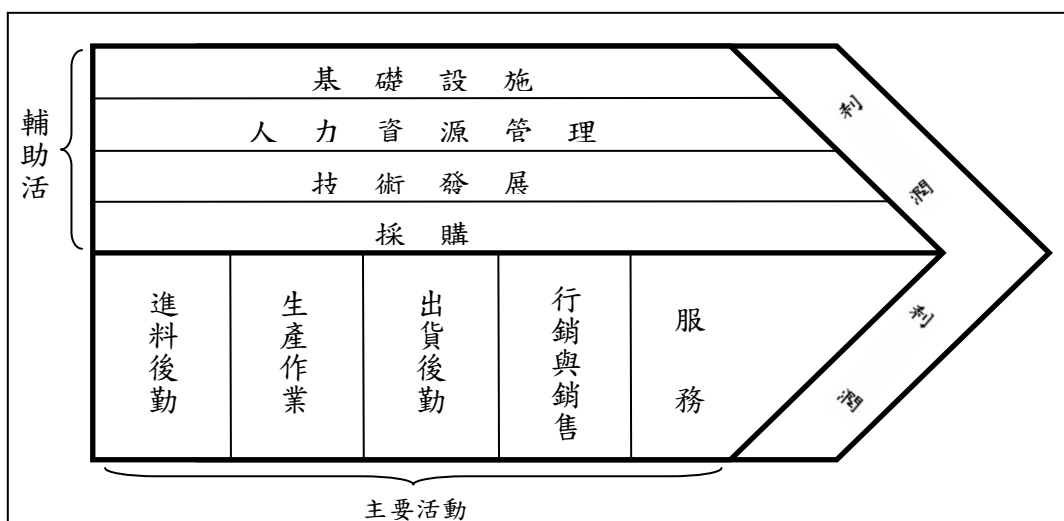 基礎設施
人力資源管理
技術發展
採購
輔助活
利潤
進料後勤
生產作業
出貨後勤
行銷與銷售
服務
利潤
主要活動